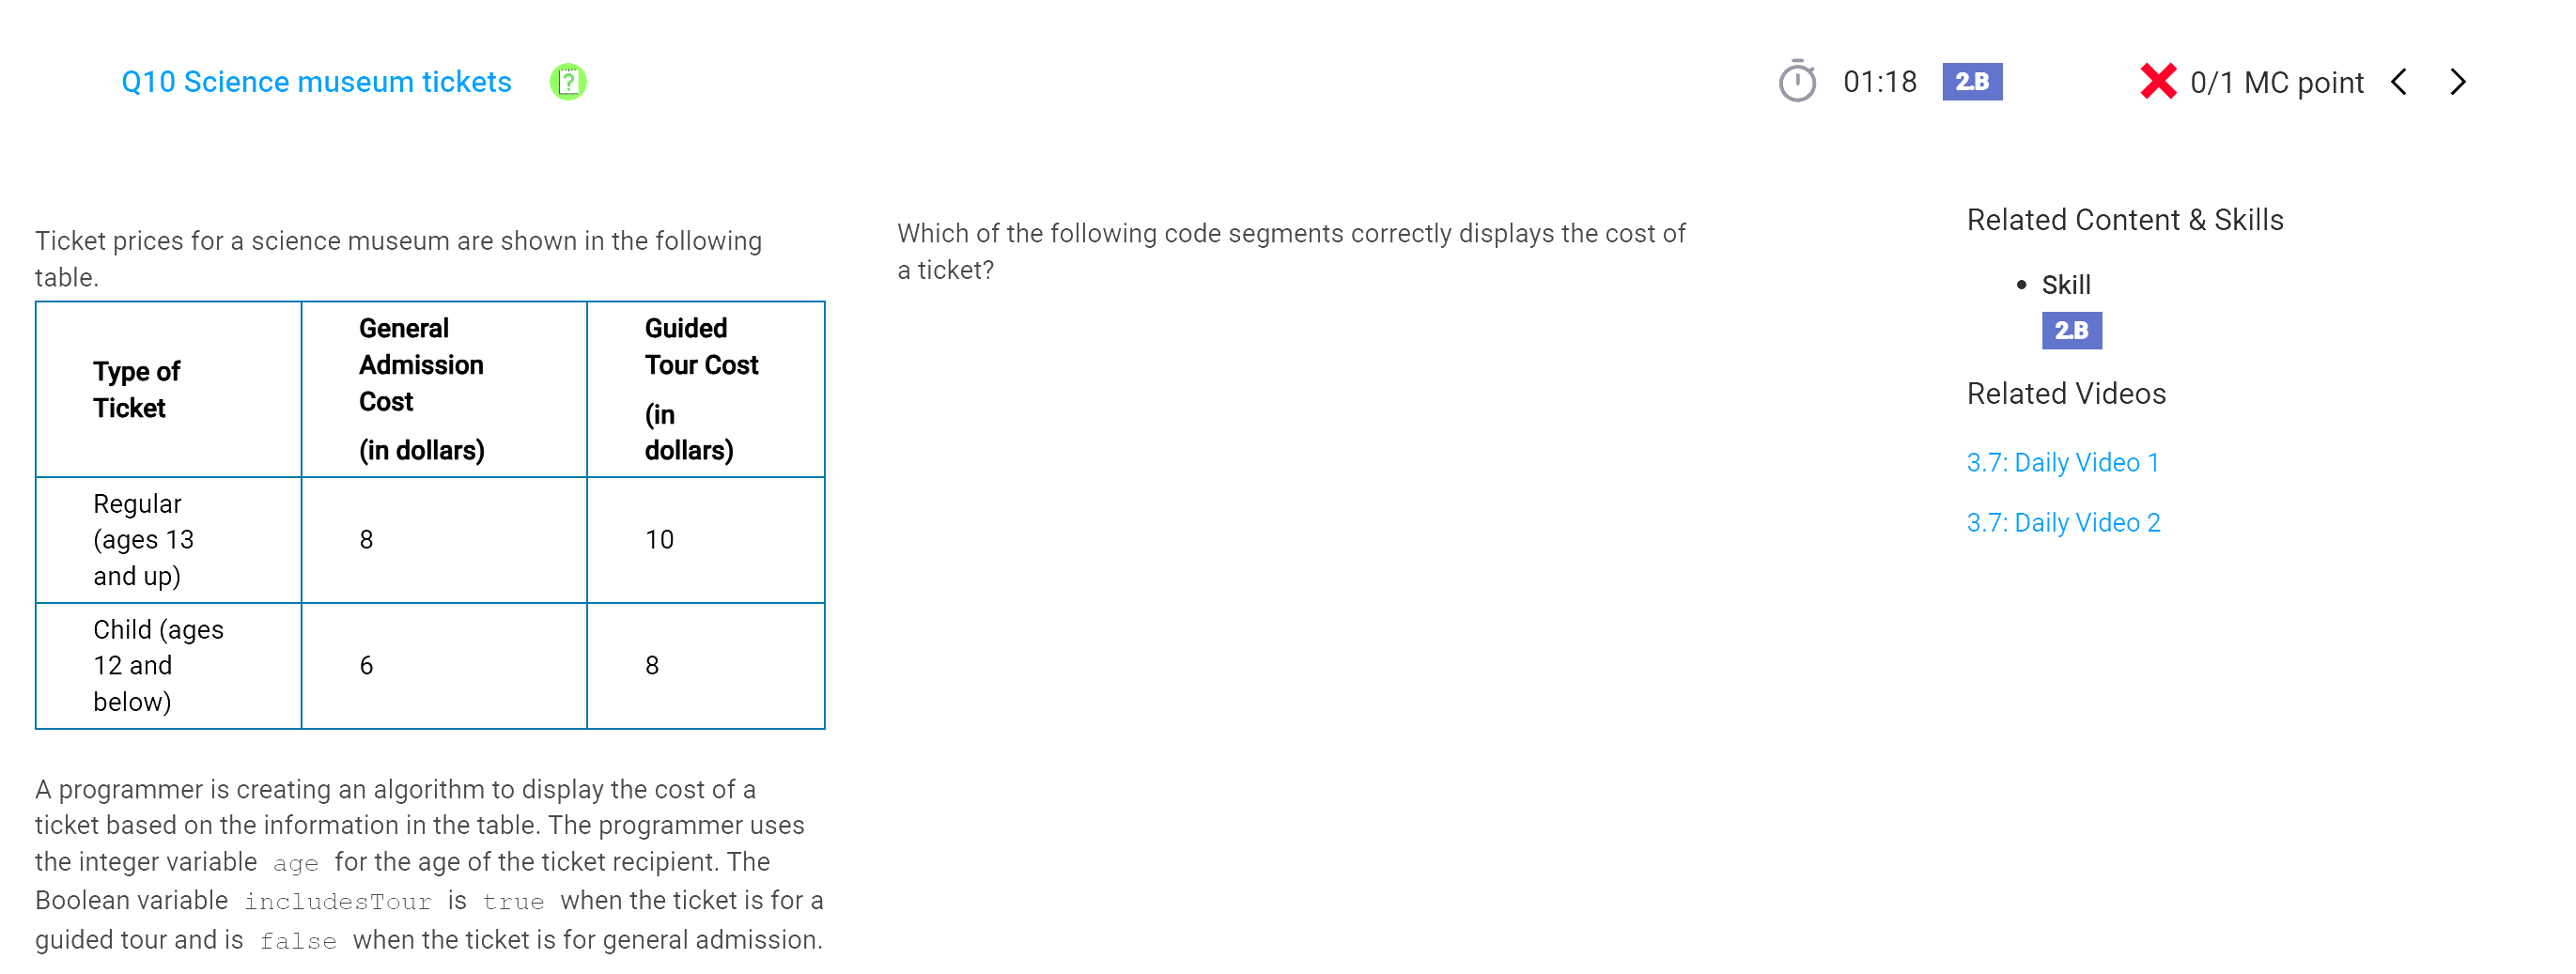 Q10 Science museum tickets
01:18 2.B
0/1 MC point
Ticket prices for a science museum are shown in the following
table.
Type of
Ticket
General
Admission
Cost
(in dollars)
Guided
Tour Cost
(in
dollars)
Regular
(ages 13
and up)
8
10
Child (ages
12 and
below)
6
8
A programmer is creating an algorithm to display the cost of a
ticket based on the information in the table. The programmer uses
the integer variable age for the age of the ticket recipient. The
Boolean variable includesTour is true when the ticket is for a
guided tour and is false when the ticket is for general admission.
Which of the following code segments correctly displays the cost of
a ticket?
Related Content & Skills
• Skill
2.B
Related Videos
3.7: Daily Video 1
3.7: Daily Video 2